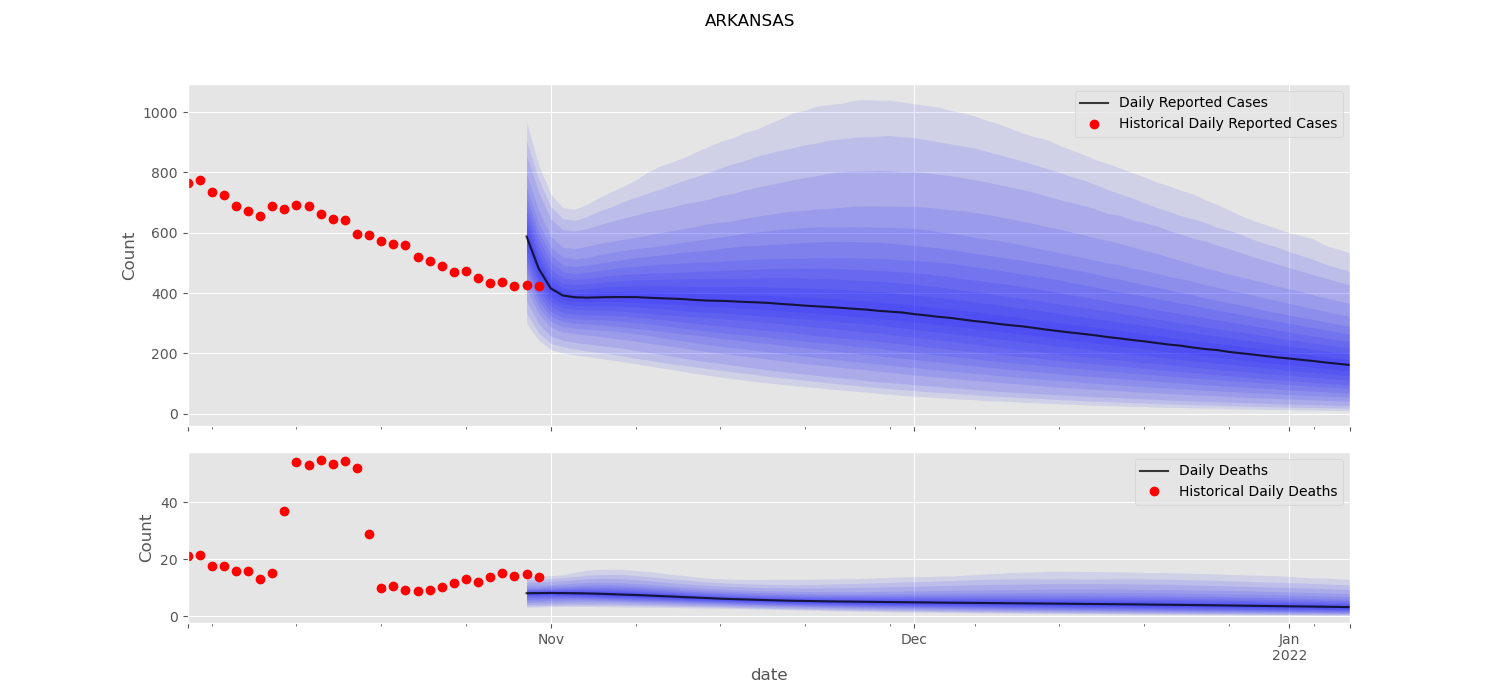 ARKANSAS
Daily Reported Cases
Historical Daily Reported Cases
Count
1000
800
600
400
200
0
Daily Deaths
Historical Daily Deaths
Count
40
20
0
Nov
Dec
Jan
2022
date